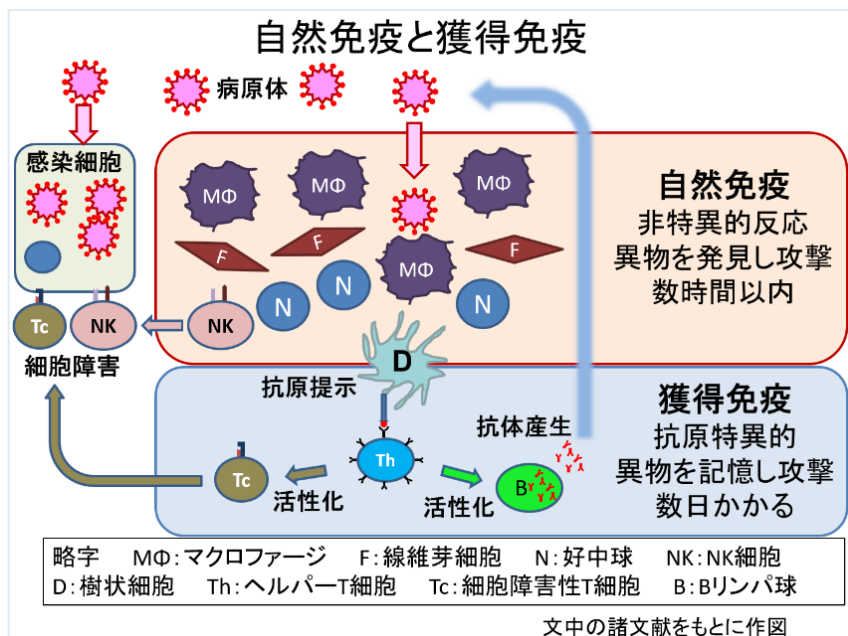 自然免疫と獲得免疫
病原体
感染細胞
MΦ
MΦ
MΦ
MΦ
F
F
F
N
N
N
Tc
NK
NK
細胞障害
自然免疫
非特異的反応
異物を発見し攻撃
数時間以内
D
抗原提示
Th
Tc
活性化
活性化
B
抗体産生
獲得免疫
抗原特異的
異物を記憶し攻撃
数日かかる
略字 MΦ:マクロファージ F:線維芽細胞 N:好中球 NK:NK細胞
D:樹状細胞 Th:ヘルパーT細胞 Tc:細胞障害性T細胞 B:Bリンパ球
文中の諸文献をもとに作図